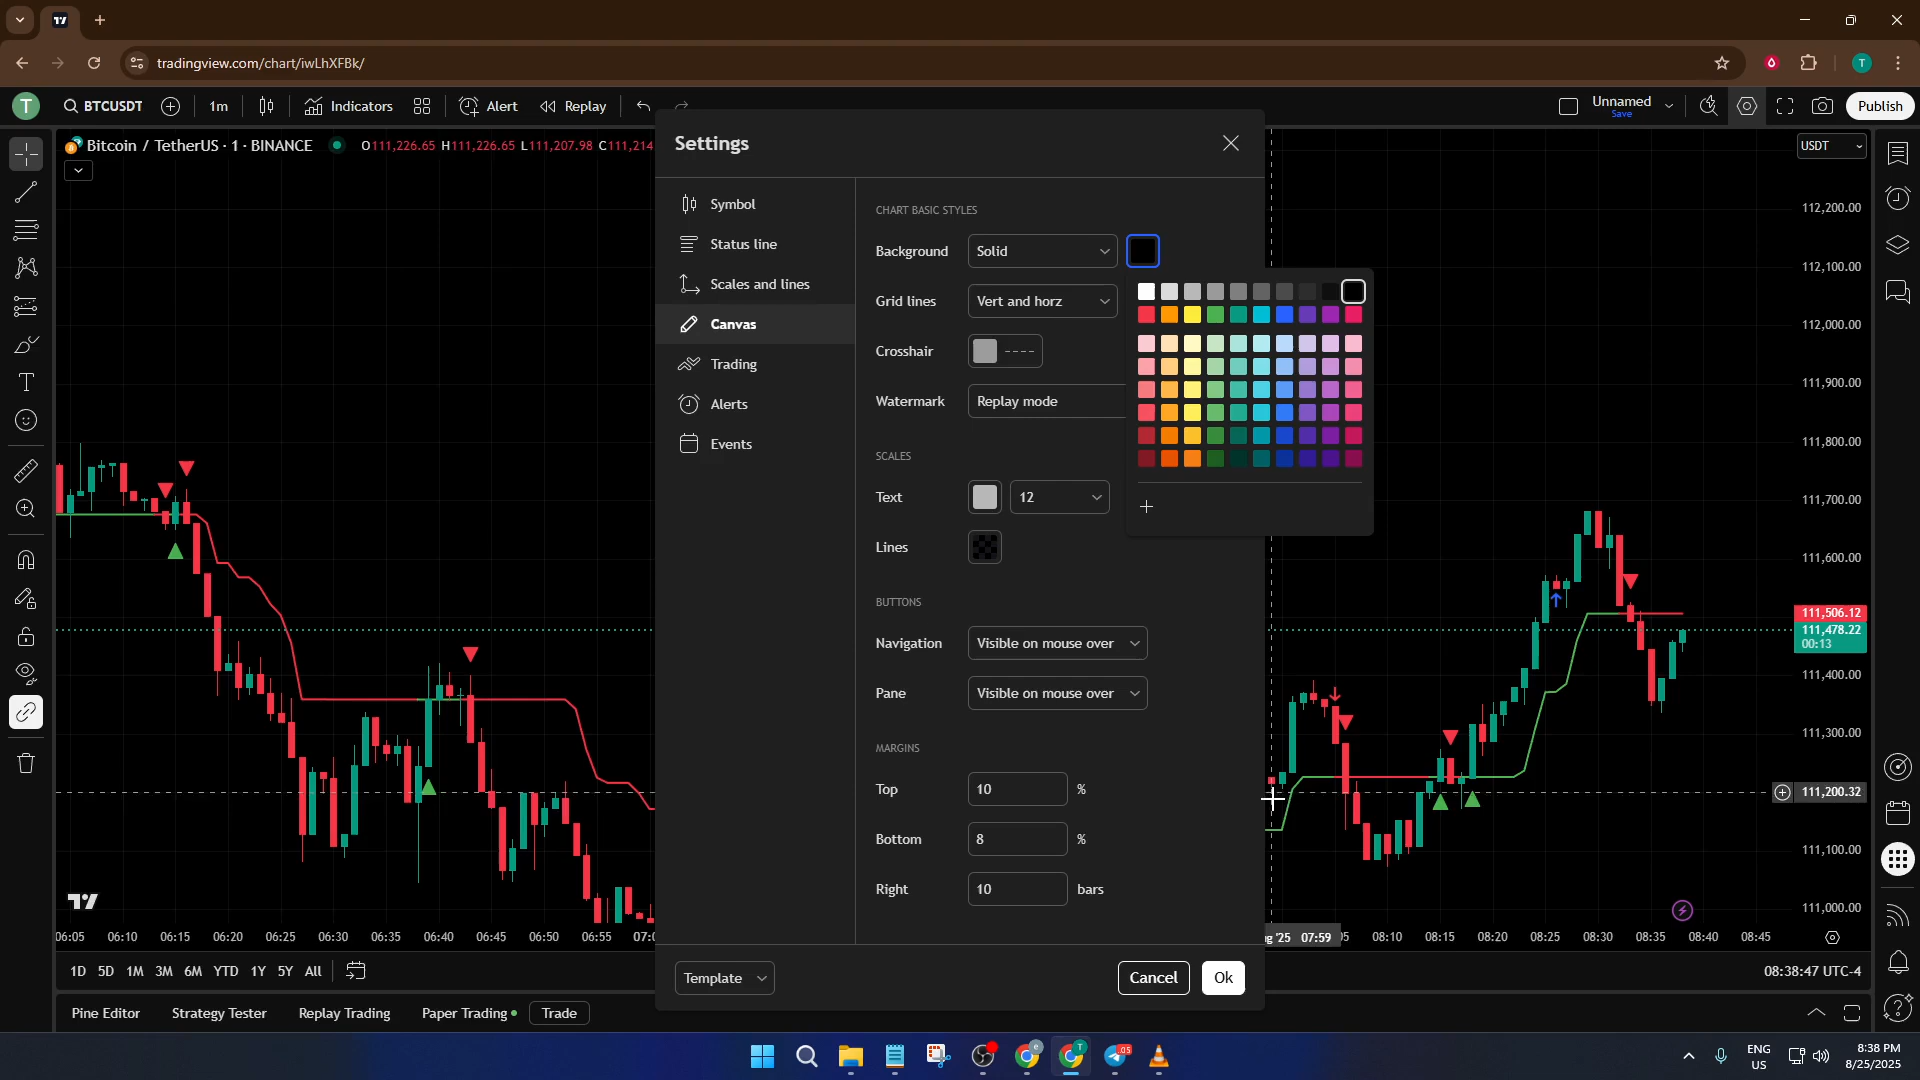 tradingview.com/chart/iwLhXFBk/
T
T
BTCUSDT
1m
Indicators
Alert
Replay
Unnamed
Save
Publish
Bitcoin / TetherUS · 1 · BINANCE
O111,226.65 H111,226.65 L111,207.98 C111,214
USDT
Settings
Symbol
Status line
Scales and lines
Canvas
Trading
Alerts
Events
CHART BASIC STYLES
Background
Solid
Grid lines
Vert and horz
Crosshair
Watermark
Replay mode
SCALES
Text
12
Lines
BUTTONS
Navigation
Visible on mouse over
Pane
Visible on mouse over
MARGINS
Top
10
%
Bottom
8
%
Right
10
bars
Template
Cancel
Ok
112,200.00
112,100.00
112,000.00
111,900.00
111,800.00
111,700.00
111,600.00
111,506.12
111,478.22
00:13
111,400.00
111,300.00
111,200.32
111,100.00
111,000.00
06:05 06:10 06:15 06:20 06:25 06:30 06:35 06:40 06:45 06:50 06:55 07:0
g '25 07:59 05 08:10 08:15 08:20 08:25 08:30 08:35 08:40 08:45
1D 5D 1M 3M 6M YTD 1Y 5Y All
08:38:47 UTC-4
Pine Editor
Strategy Tester
Replay Trading
Paper Trading
Trade
ENG
US
8:38 PM
8/25/2025